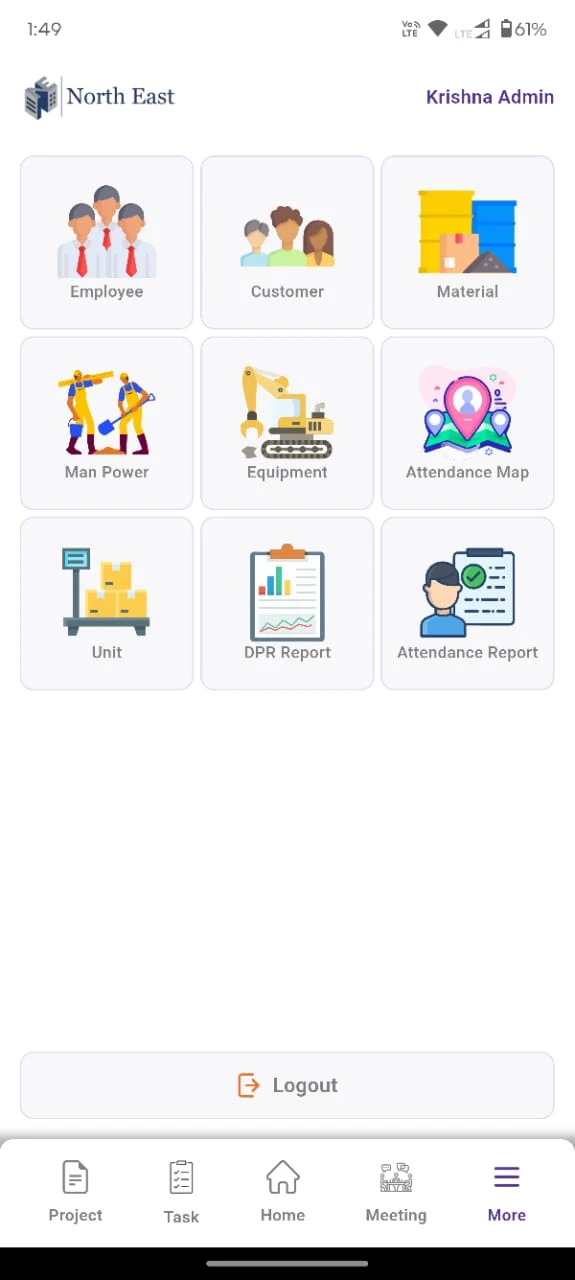 1:49
Vo LTE LTE 61%
North East
Krishna Admin
Employee
Customer
Material
Man Power
Equipment
Attendance Map
Unit
DPR Report
Attendance Report
Logout
Project
Task
Home
Meeting
More